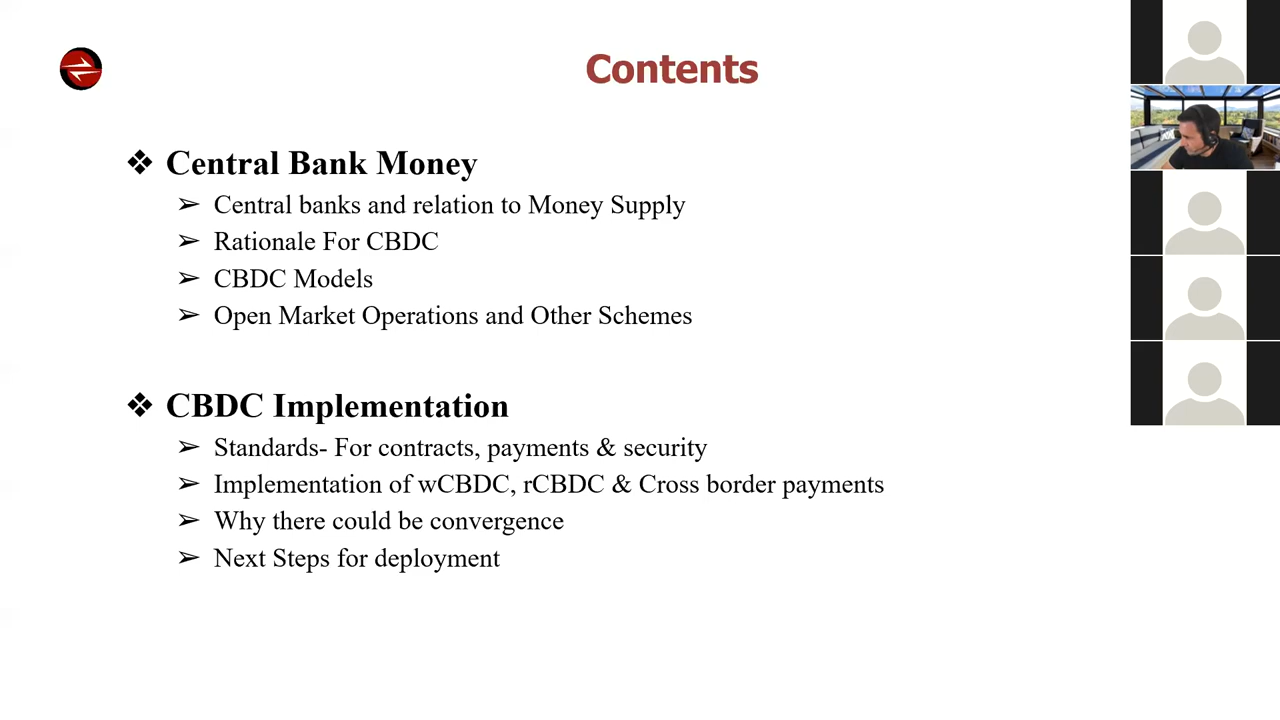 Contents
❖ Central Bank Money
➢ Central banks and relation to Money Supply
➢ Rationale For CBDC
➢ CBDC Models
➢ Open Market Operations and Other Schemes
❖ CBDC Implementation
➢ Standards- For contracts, payments & security
➢ Implementation of wCBDC, rCBDC & Cross border payments
➢ Why there could be convergence
➢ Next Steps for deployment